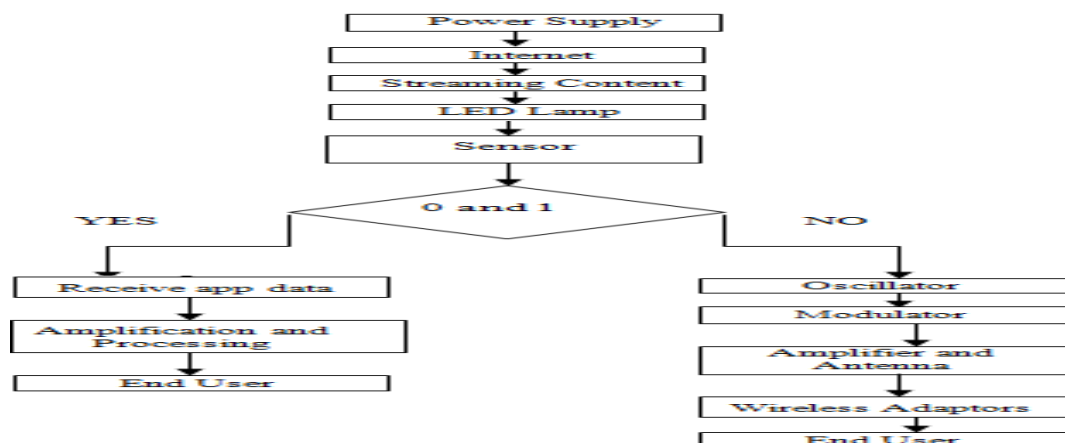 Power Supply
Internet
Streaming Content
LED Lamp
Sensor
0 and 1
YES
NO
Receive app data
Amplification and
Processing
End User
Oscillator
Modulator
Amplifier and
Antenna
Wireless Adaptors
End User